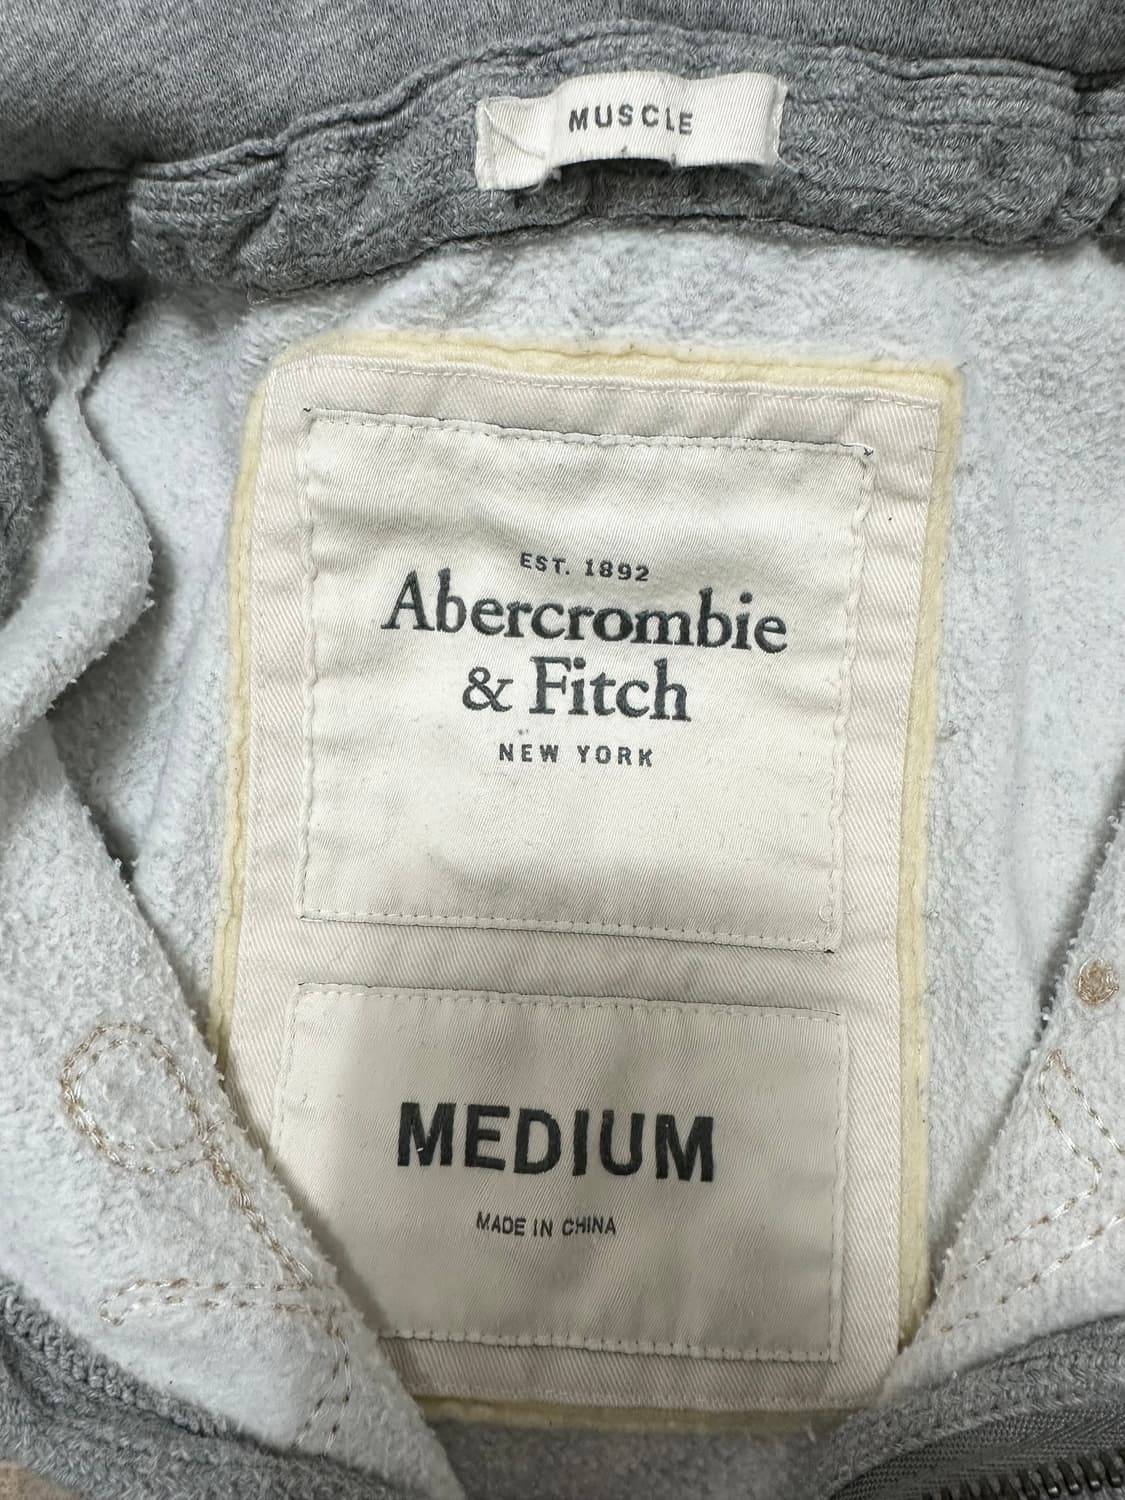 MUSCLE
EST. 1892
Abercrombie
& Fitch
NEW YORK
MEDIUM
MADE IN CHINA